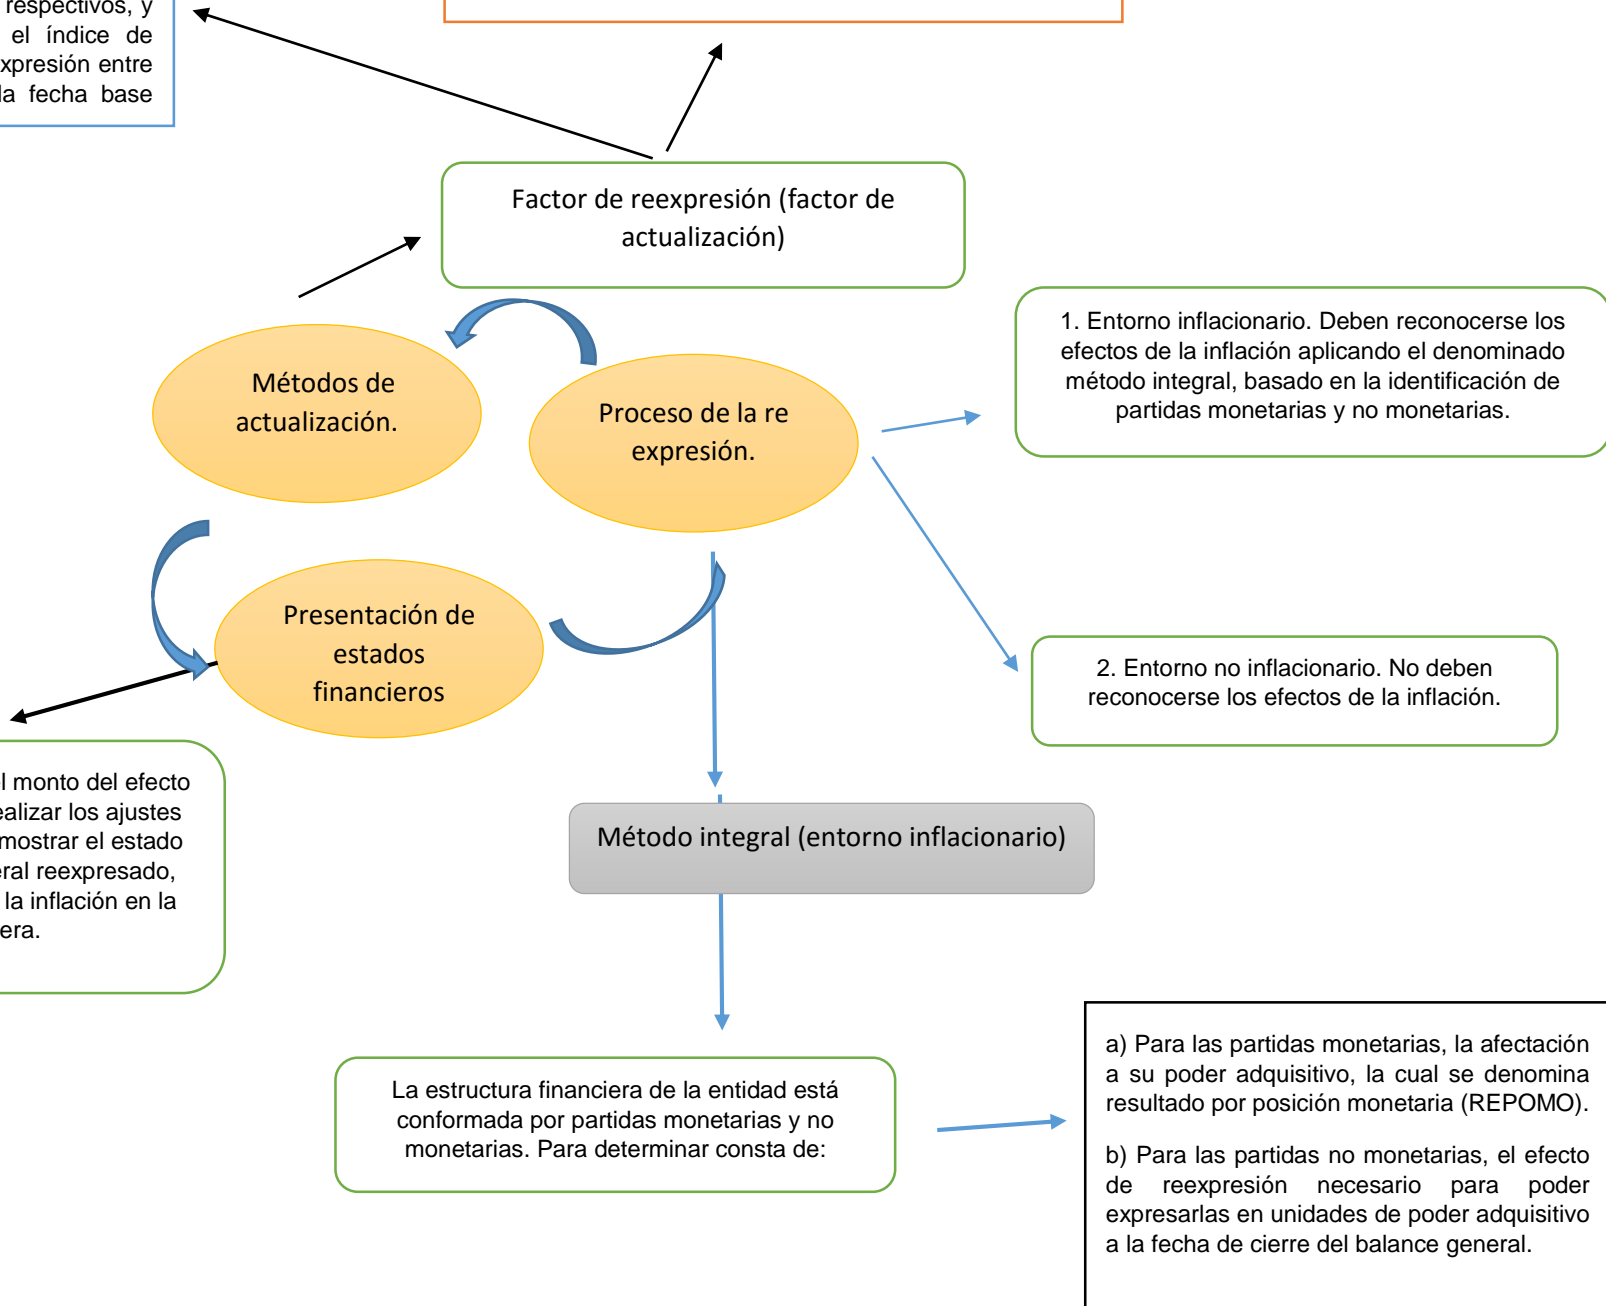 respectivos, y
el índice de
expresión entre
la fecha base
Factor de reexpresión (factor de
actualización)
Métodos de
actualización.
Proceso de la re
expresión.
1. Entorno inflacionario. Deben reconocerse los
efectos de la inflación aplicando el denominado
método integral, basado en la identificación de
partidas monetarias y no monetarias.
Presentación de
estados
financieros
2. Entorno no inflacionario. No deben
reconocerse los efectos de la inflación.
el monto del efecto
realizar los ajustes
mostrar el estado
reexpresado,
la inflación en la
Método integral (entorno inflacionario)
La estructura financiera de la entidad está
conformada por partidas monetarias y no
monetarias. Para determinar consta de:
a) Para las partidas monetarias, la afectación
a su poder adquisitivo, la cual se denomina
resultado por posición monetaria (REPOMO).
b) Para las partidas no monetarias, el efecto
de reexpresión necesario para poder
expresarlas en unidades de poder adquisitivo
a la fecha de cierre del balance general.